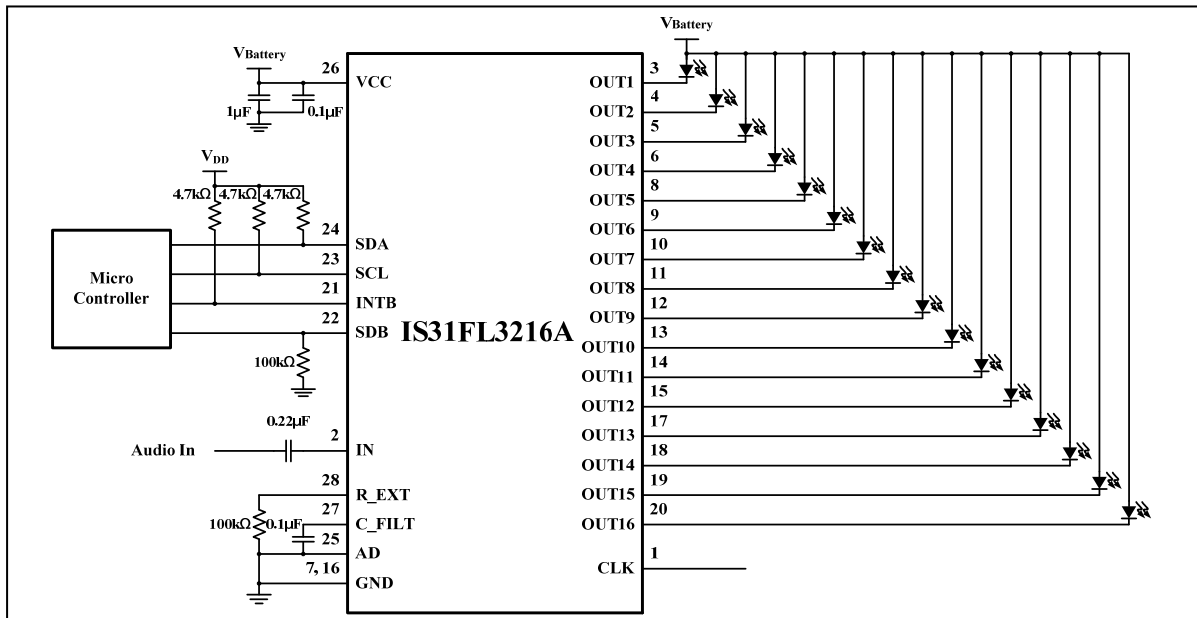 VBattery
26
VCC
1µF
0.1µF
VDD
4.7kΩ
4.7kΩ
4.7kΩ
Micro
Controller
24
SDA
23
SCL
21
INTB
22
SDB
100kΩ
0.22µF
Audio In
2
IN
28
R_EXT
27
C_FILT
100kΩ
0.1µF
25
AD
7, 16
GND
IS31FL3216A
VBattery
OUT1
3
OUT2
4
OUT3
5
OUT4
6
OUT5
8
OUT6
9
OUT7
10
OUT8
11
OUT9
12
OUT10
13
OUT11
14
OUT12
15
OUT13
17
OUT14
18
OUT15
19
OUT16
20
CLK
1